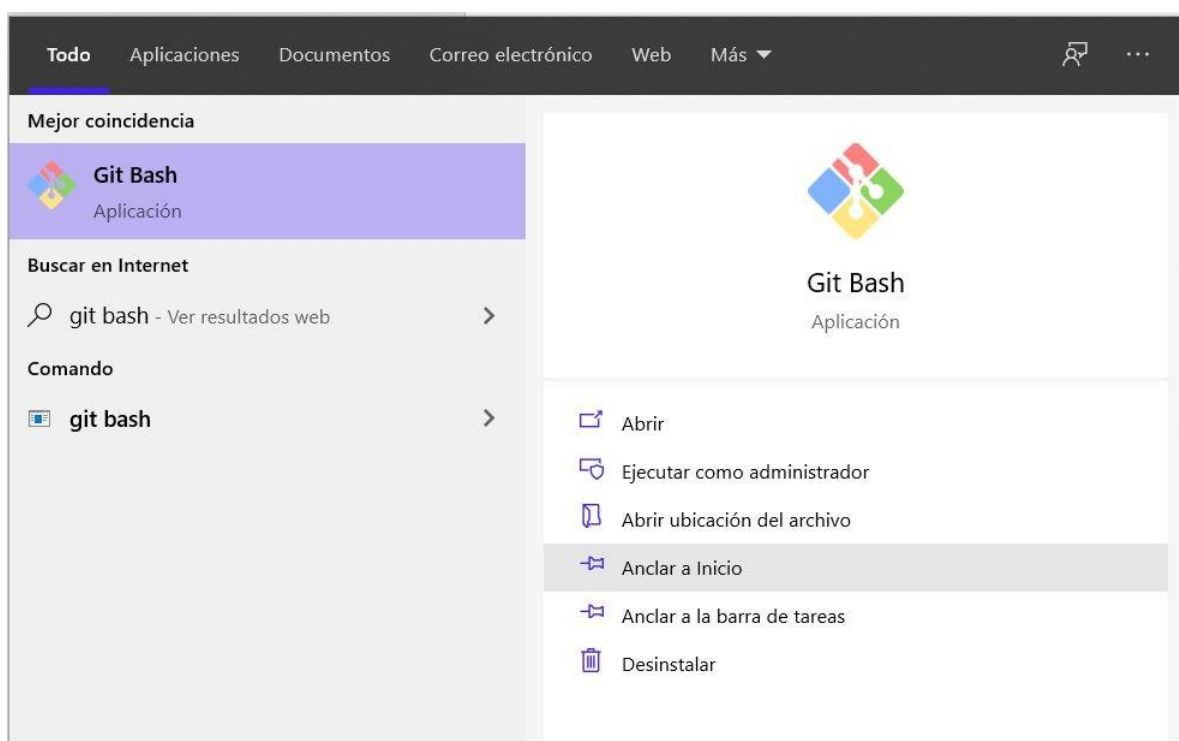 Todo Aplicaciones Documentos Correo electrónico Web Más
Mejor coincidencia
Git Bash
Aplicación
Buscar en Internet
git bash - Ver resultados web
Comando
git bash
Git Bash
Aplicación
Abrir
Ejecutar como administrador
Abrir ubicación del archivo
Anclar a Inicio
Anclar a la barra de tareas
Desinstalar